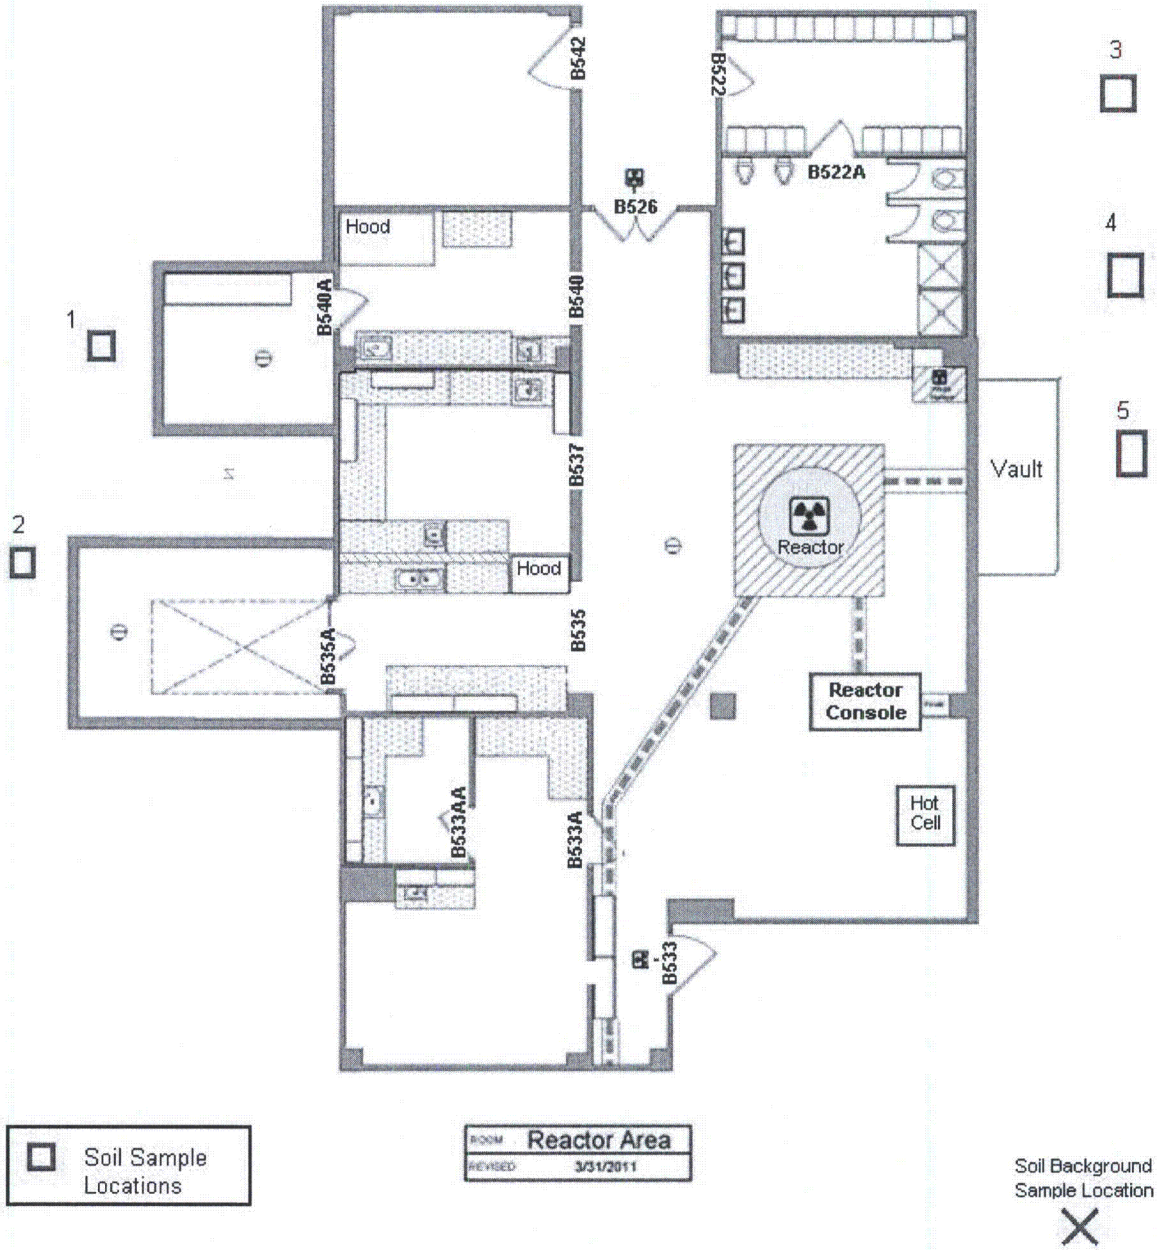 B542
B522
3
B522A
B526
4
Hood
B540
B540A
1
5
B537
Vault
2
Reactor
Hood
B535
B535A
Reactor
Console
Hot
Cell
B533AA
B533A
B533
Soil Sample
Locations
ROOM Reactor Area
REVISED 3/31/2011
Soil Background
Sample Location